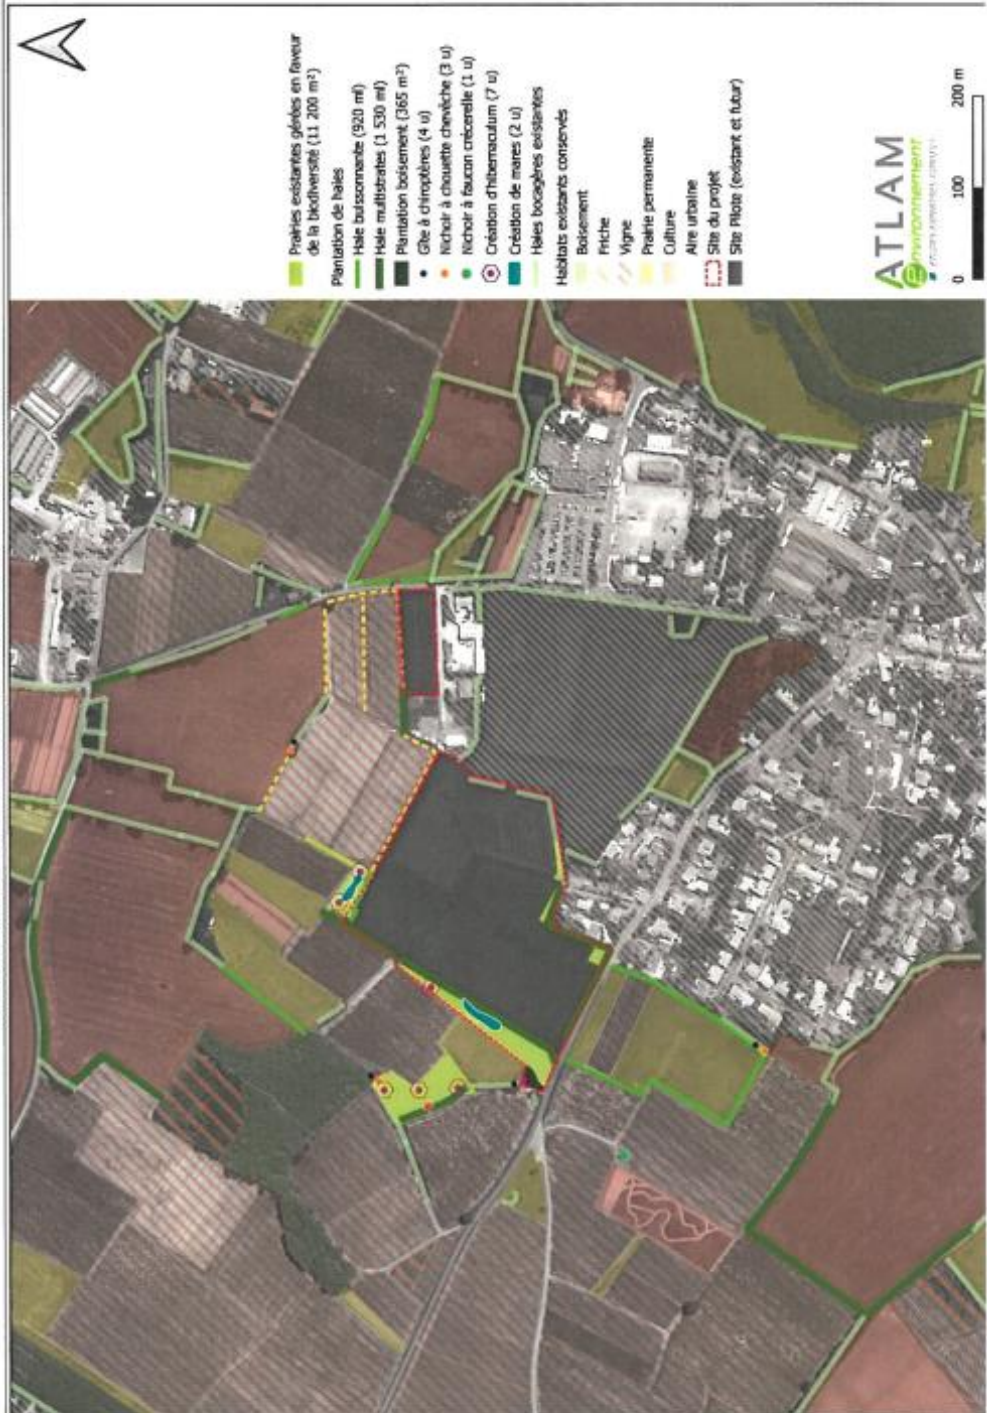 Prairies existantes gérées en faveur
de la biodiversité (11 200 m²)
Plantation de haies
Haie buissonnante (920 ml)
Haie multistrates (1 530 ml)
Plantation boisement (365 m²)
Gîte à chiroptères (4 u)
Nichoir à chouette chevêche (3 u)
Nichoir à faucon crécerelle (1 u)
Création d'hibernaculum (7 u)
Création de mares (2 u)
Haies bocagères existantes
Habitats existants conservés
Boisement
Friche
Vigne
Prairie permanente
Culture
Aire urbaine
Site du projet
Site Pilote (existant et futur)
ATLAM
environnement
0 100 200 m